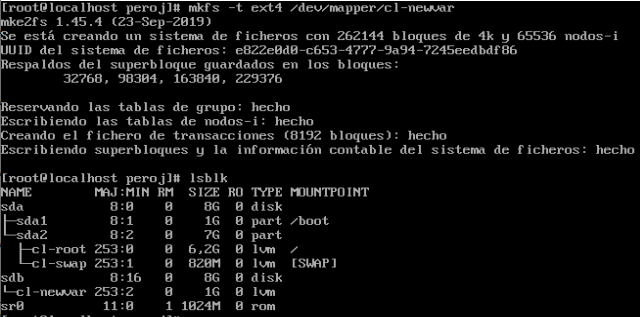 [root@localhost peroj]# mkfs -t ext4 /dev/mapper/cl-newvar
mke2fs 1.45.4 (23-Sep-2019)
Se está creando un sistema de ficheros con 262144 bloques de 4k y 65536 nodos-i
UUID del sistema de ficheros: e822e0d0-c653-4777-9a94-7245eedbdf86
Respaldos del superbloque guardados en los bloques:
        32768, 98304, 163840, 229376

Reservando las tablas de grupo: hecho
Escribiendo las tablas de nodos-i: hecho
Creando el fichero de transacciones (8192 bloques): hecho
Escribiendo superbloques y la información contable del sistema de ficheros: hecho

[root@localhost peroj]# lsblk
NAME          MAJ:MIN RM  SIZE RO TYPE MOUNTPOINT
sda             8:0    0    8G  0 disk
├─sda1          8:1    0    1G  0 part /boot
└─sda2          8:2    0    7G  0 part
  ├─cl-root   253:0    0  6,2G  0 lvm  /
  └─cl-swap   253:1    0  820M  0 lvm  [SWAP]
sdb             8:16   0    8G  0 disk
└─cl-newvar   253:2    0    1G  0 lvm
sr0            11:0    1 1024M  0 rom